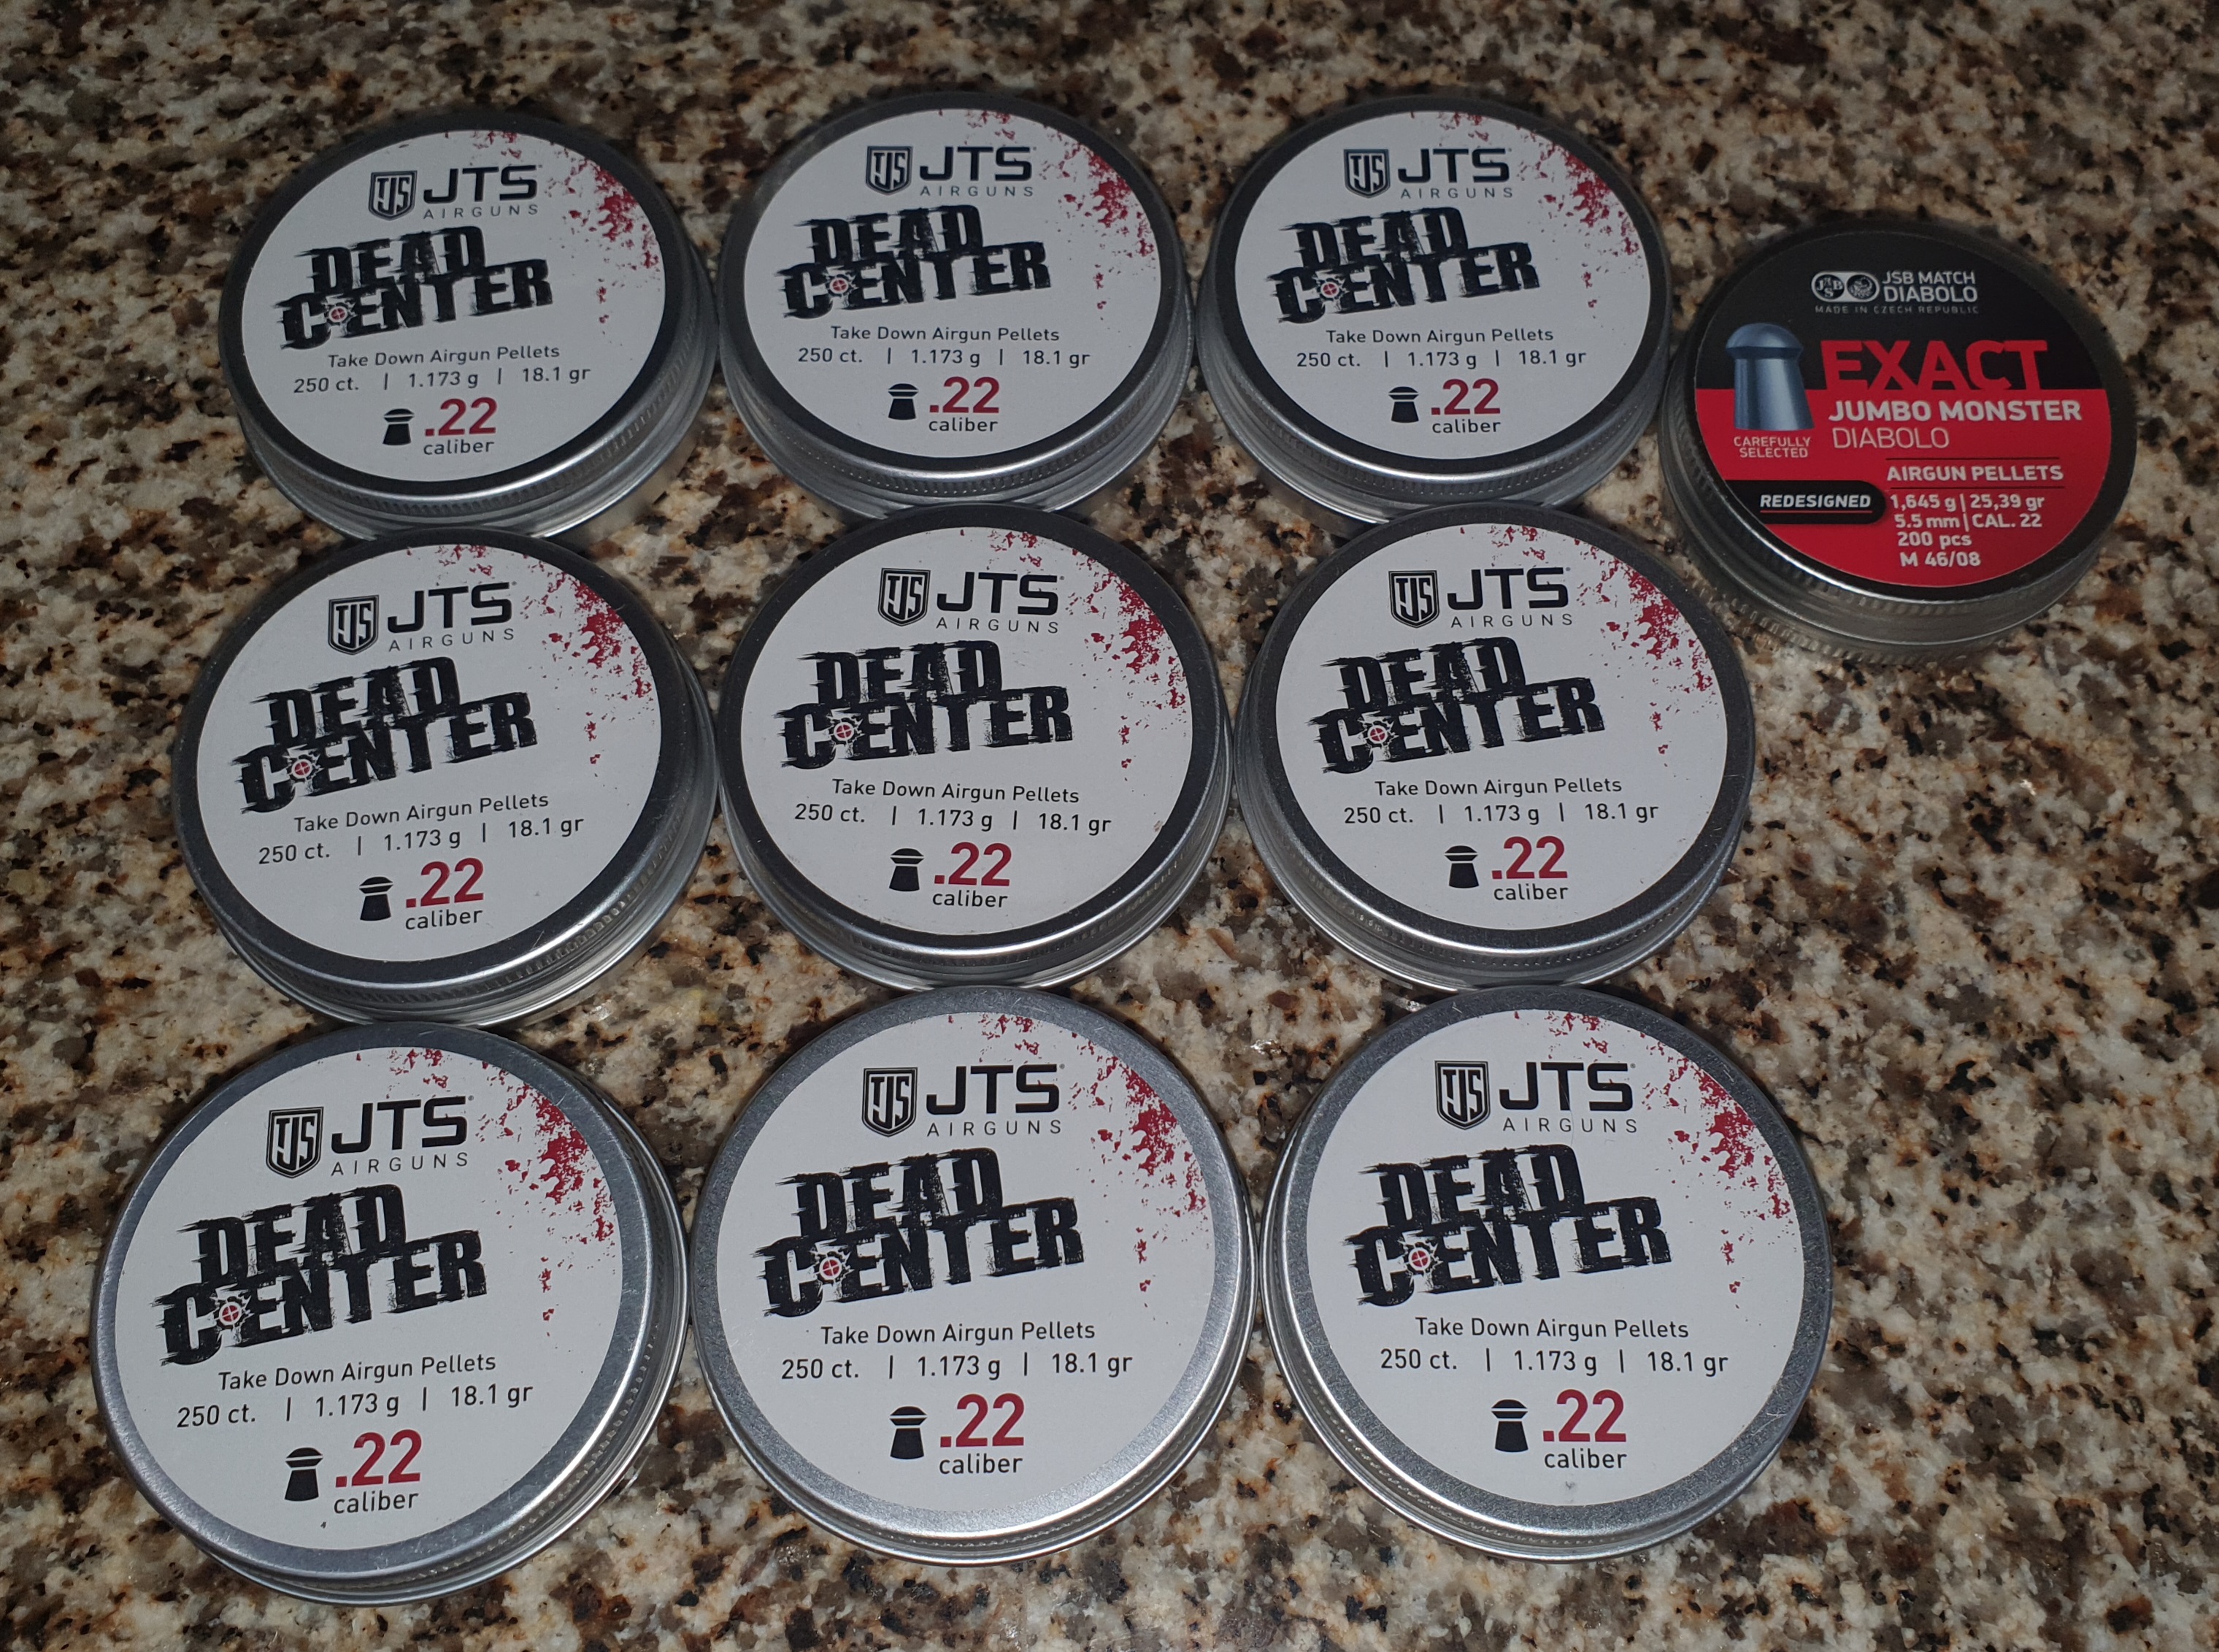 JTS
AIRGUNS
DEAD
CENTER
Take Down Airgun Pellets
250 ct. | 1.173 g | 18.1 gr
.22
caliber
JTS
AIRGUNS
DEAD
CENTER
Take Down Airgun Pellets
250 ct. | 1.173 g | 18.1 gr
.22
caliber
JTS
AIRGUNS
DEAD
CENTER
Take Down Airgun Pellets
250 ct. | 1.173 g | 18.1 gr
.22
caliber
JSB MATCH
DIABOLO
MADE IN CZECH REPUBLIC
EXACT
JUMBO MONSTER
DIABOLO
CAREFULLY
SELECTED
AIRGUN PELLETS
REDESIGNED
1,645 g | 25,39 gr
5.5 mm | CAL. 22
200 pcs
M 46/08
JTS
AIRGUNS
DEAD
CENTER
Take Down Airgun Pellets
250 ct. | 1.173 g | 18.1 gr
.22
caliber
JTS
AIRGUNS
DEAD
CENTER
Take Down Airgun Pellets
250 ct. | 1.173 g | 18.1 gr
.22
caliber
JTS
AIRGUNS
DEAD
CENTER
Take Down Airgun Pellets
250 ct. | 1.173 g | 18.1 gr
.22
caliber
JTS
AIRGUNS
DEAD
CENTER
Take Down Airgun Pellets
250 ct. | 1.173 g | 18.1 gr
.22
caliber
JTS
AIRGUNS
DEAD
CENTER
Take Down Airgun Pellets
250 ct. | 1.173 g | 18.1 gr
.22
caliber
JTS
AIRGUNS
DEAD
CENTER
Take Down Airgun Pellets
250 ct. | 1.173 g | 18.1 gr
.22
caliber